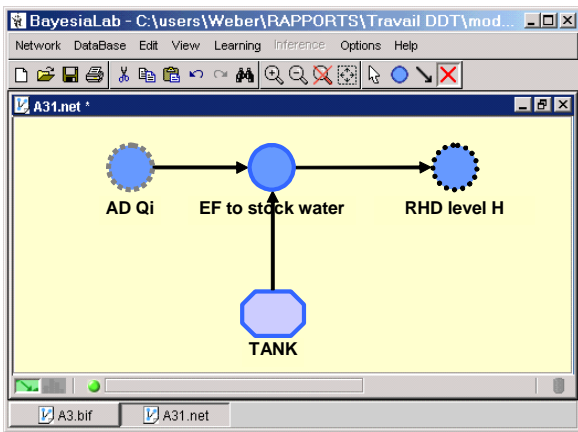 BayesiaLab - C:\users\Weber\RAPPORTS\Travail DDT\mod...
Network DataBase Edit View Learning Inference Options Help
A31.net *
AD Qi EF to stock water RHD level H
TANK
A3.bif A31.net